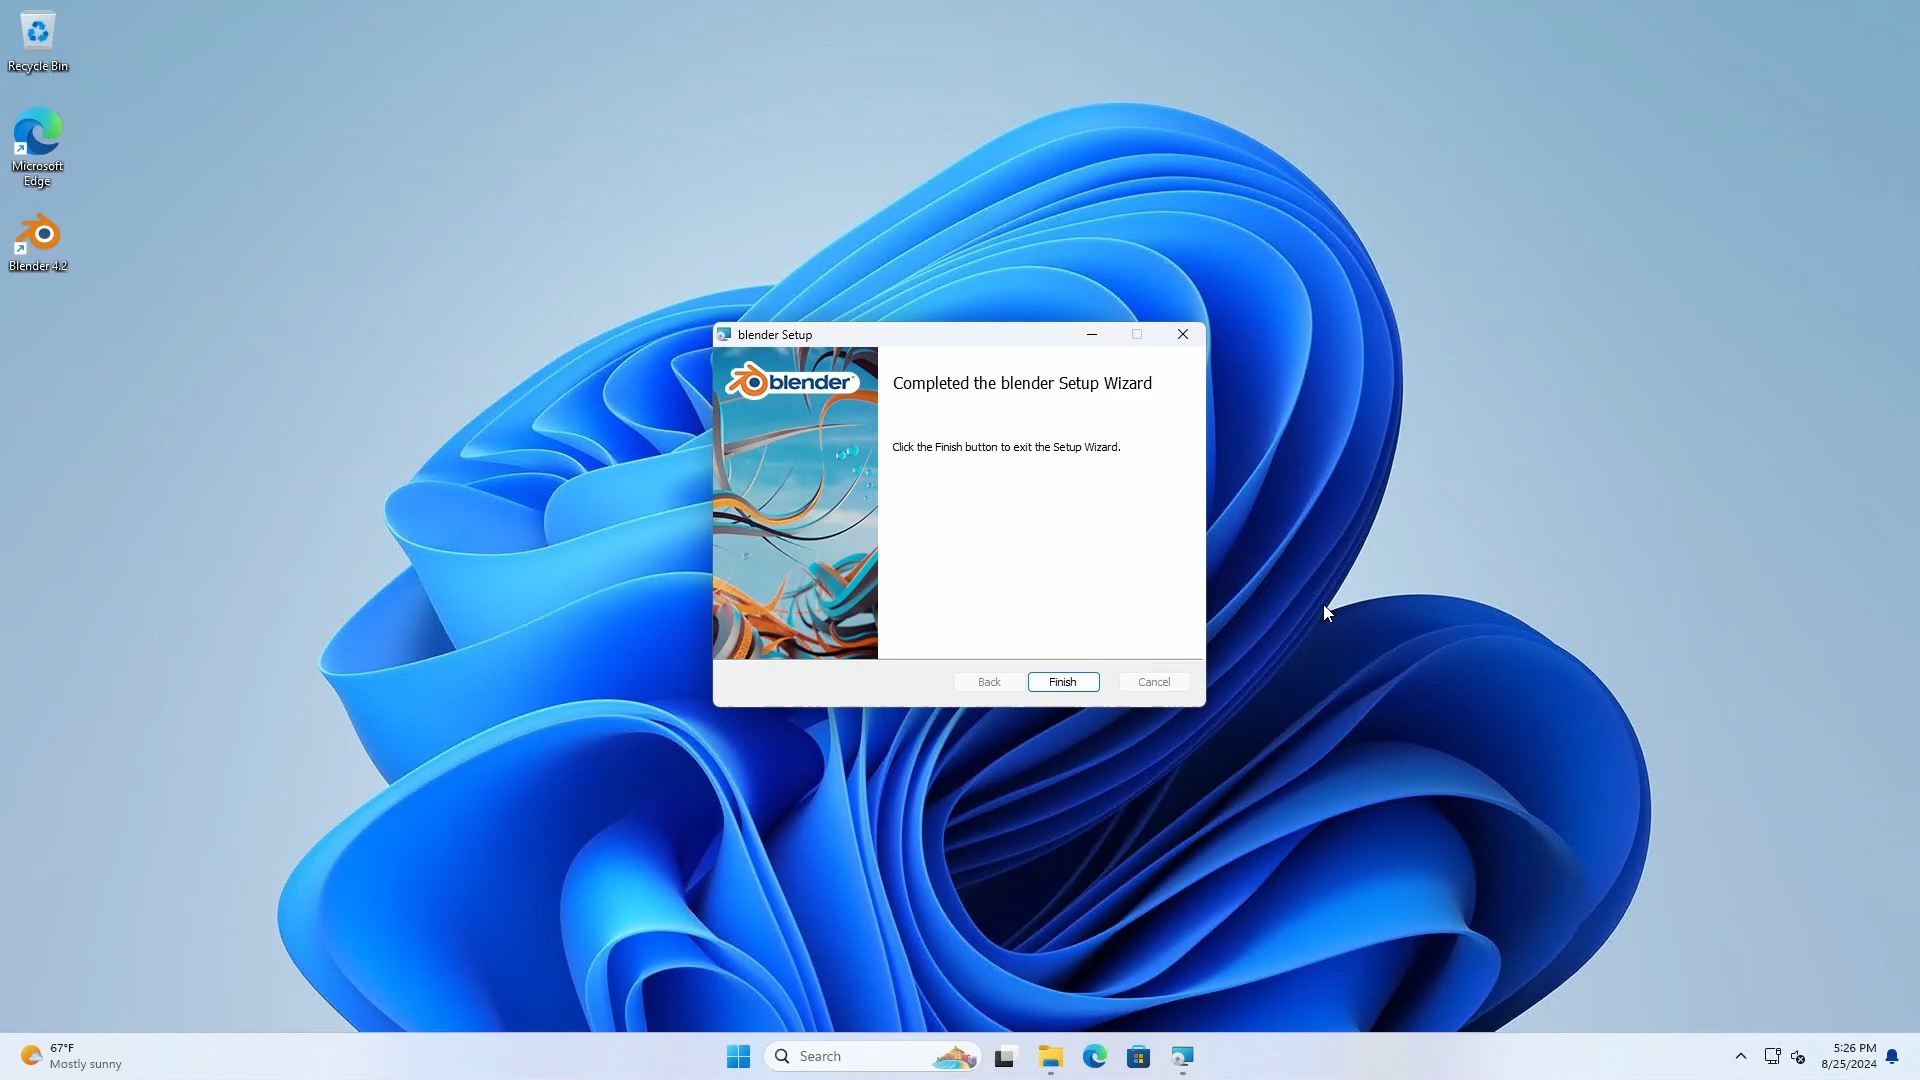 Recycle Bin
Microsoft
Edge
Blender 4.2
blender Setup
blender
Completed the blender Setup Wizard
Click the Finish button to exit the Setup Wizard.
Back
Finish
Cancel
67°F
Mostly sunny
Search
5:26 PM
8/25/2024